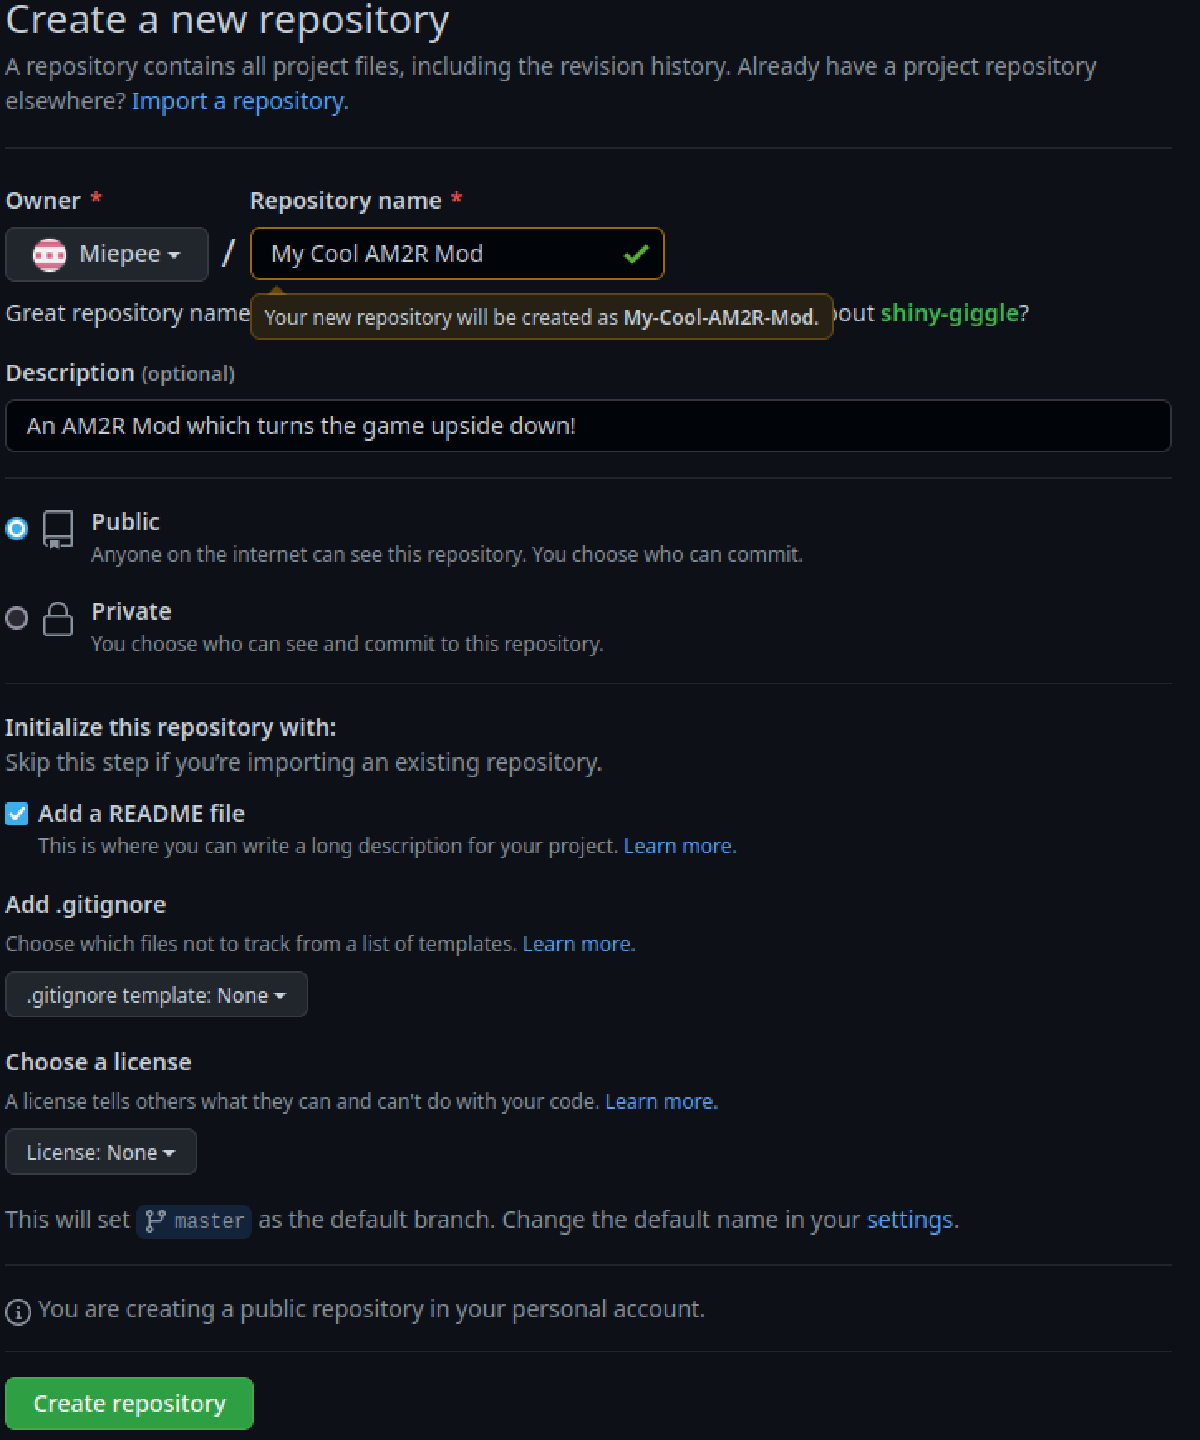 Create a new repository
A repository contains all project files, including the revision history. Already have a project repository
elsewhere? Import a repository.
Owner * Repository name *
Miepee / My Cool AM2R Mod
Great repository name
Your new repository will be created as My-Cool-AM2R-Mod.
shiny-giggle?
Description (optional)
An AM2R Mod which turns the game upside down!
Public
Anyone on the internet can see this repository. You choose who can commit.
Private
You choose who can see and commit to this repository.
Initialize this repository with:
Skip this step if you’re importing an existing repository.
Add a README file
This is where you can write a long description for your project. Learn more.
Add .gitignore
Choose which files not to track from a list of templates. Learn more.
.gitignore template: None
Choose a license
A license tells others what they can and can't do with your code. Learn more.
License: None
This will set master as the default branch. Change the default name in your settings.
You are creating a public repository in your personal account.
Create repository